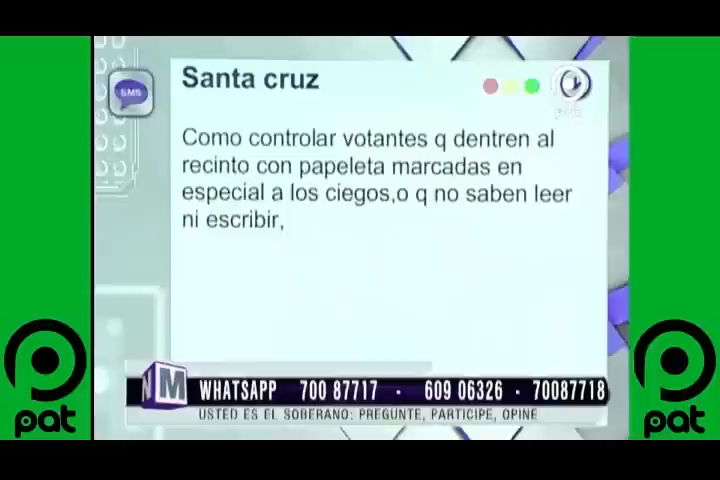 SMS
Santa cruz
Como controlar votantes q dentren al
recinto con papeleta marcadas en
especial a los ciegos,o q no saben leer
ni escribir,
NM
WHATSAPP 700 87717 · 609 06326 · 70087718
USTED ES EL SOBERANO: PREGUNTE, PARTICIPE, OPINE
pat
pat